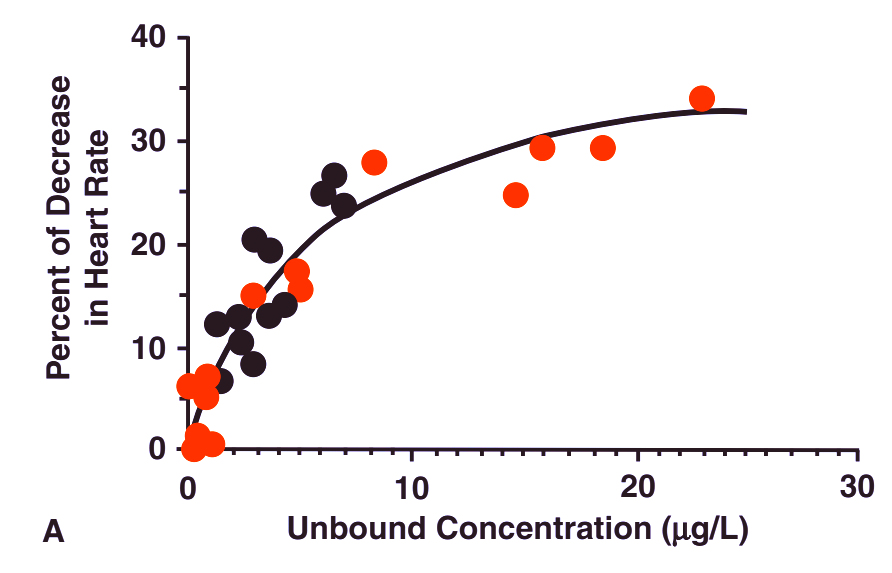 40
30
20
10
0
Percent of Decrease
in Heart Rate
0 10 20 30
A Unbound Concentration (μg/L)